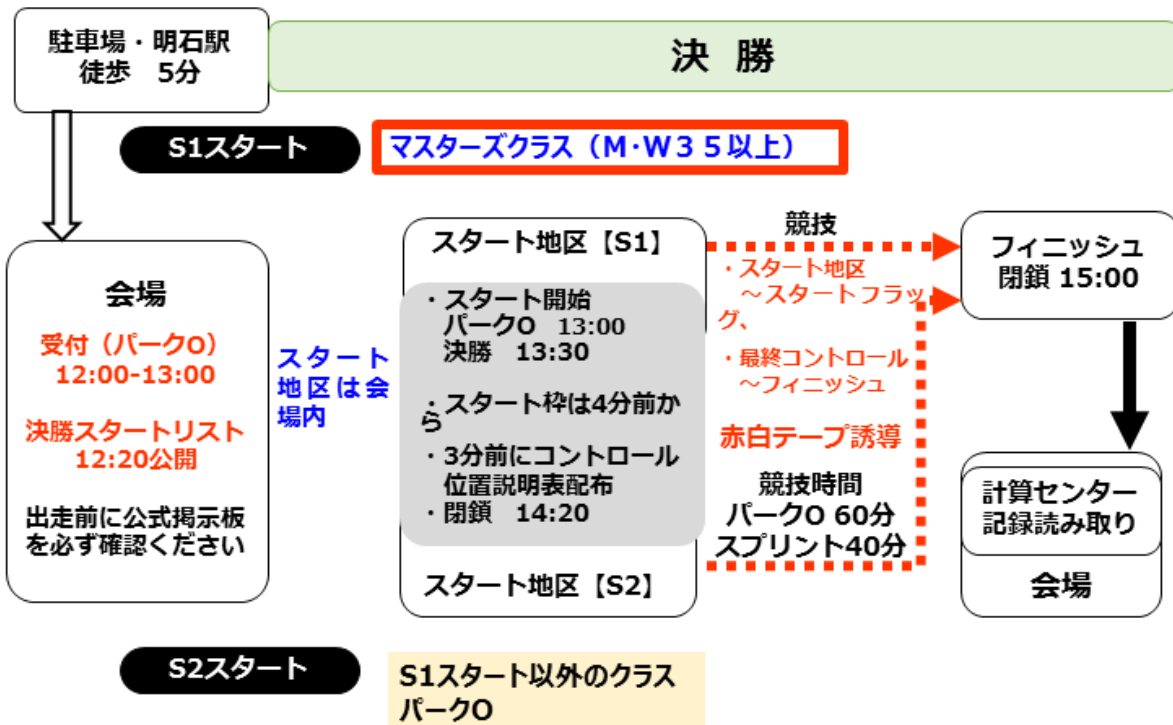 駐車場・明石駅
徒歩　5分
決 勝
S1スタート
マスターズクラス（M･W３５以上）
会場
受付（パークO）
12:00-13:00
決勝スタートリスト
12:20公開
出走前に公式掲示板
を必ず確認ください
スタート
地区は会
場内
スタート地区【S1】
・スタート開始
パークO　13:00
決勝　13:30
・スタート枠は4分前か
ら
・3分前にコントロール
位置説明表配布
・閉鎖　14:20
スタート地区【S2】
競技
・スタート地区
～スタートフラッ
グ、
・最終コントロール
～フィニッシュ
赤白テープ誘導
競技時間
パークO 60分
スプリント40分
フィニッシュ
閉鎖 15:00
計算センター
記録読み取り
会場
S2スタート
S1スタート以外のクラス
パークO